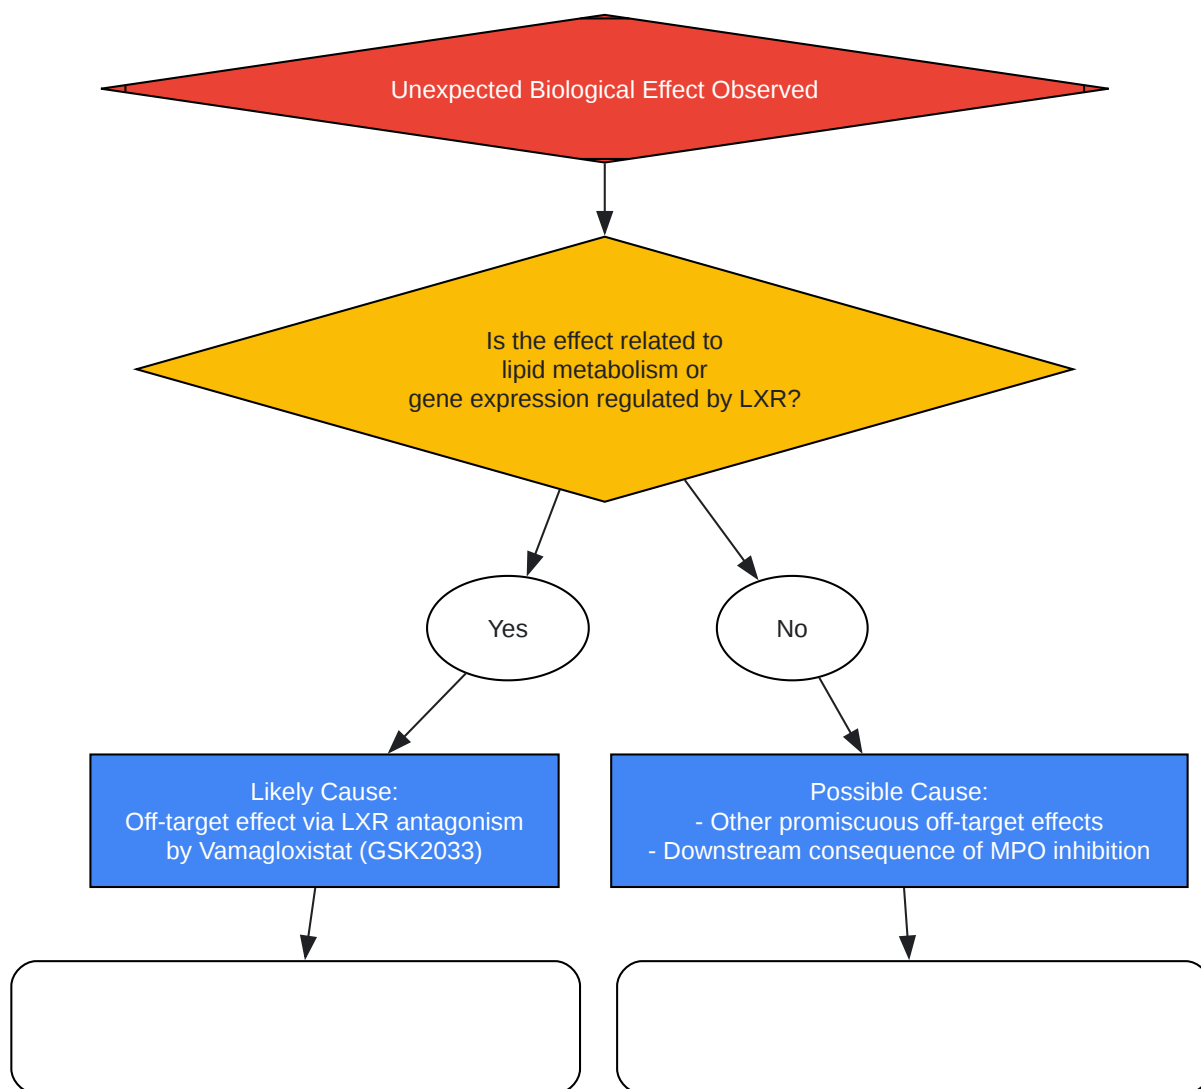 Unexpected Biological Effect Observed
Is the effect related to
lipid metabolism or
gene expression regulated by LXR?
Yes
No
Likely Cause:
Off-target effect via LXR antagonism
by Vamagloxistat (GSK2033)
Possible Cause:
- Other promiscuous off-target effects
- Downstream consequence of MPO inhibition